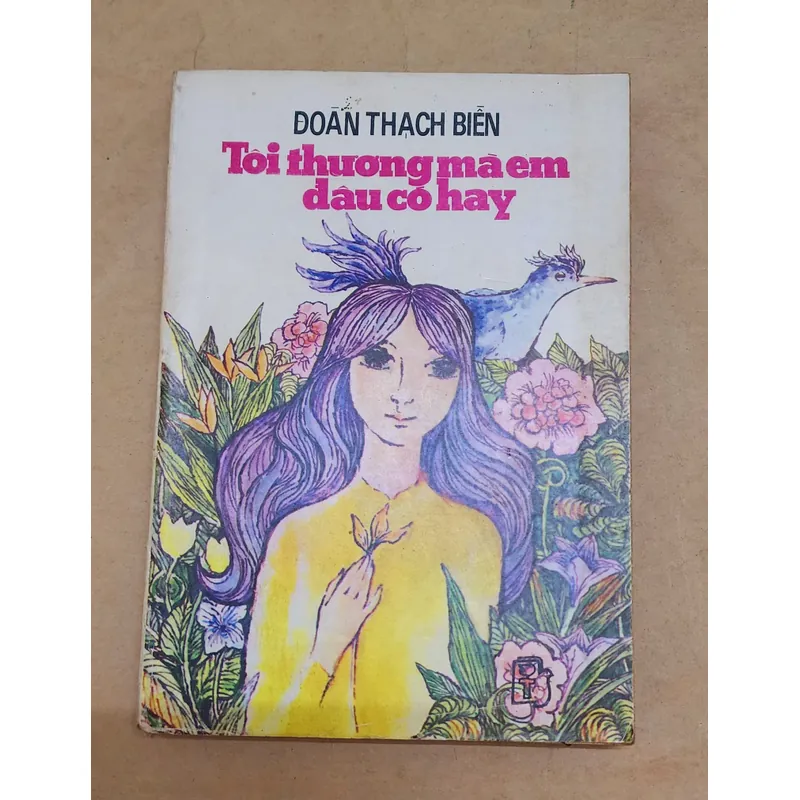 ĐOÀN THẠCH BIỀN
Tôi thương mà em
đâu có hay